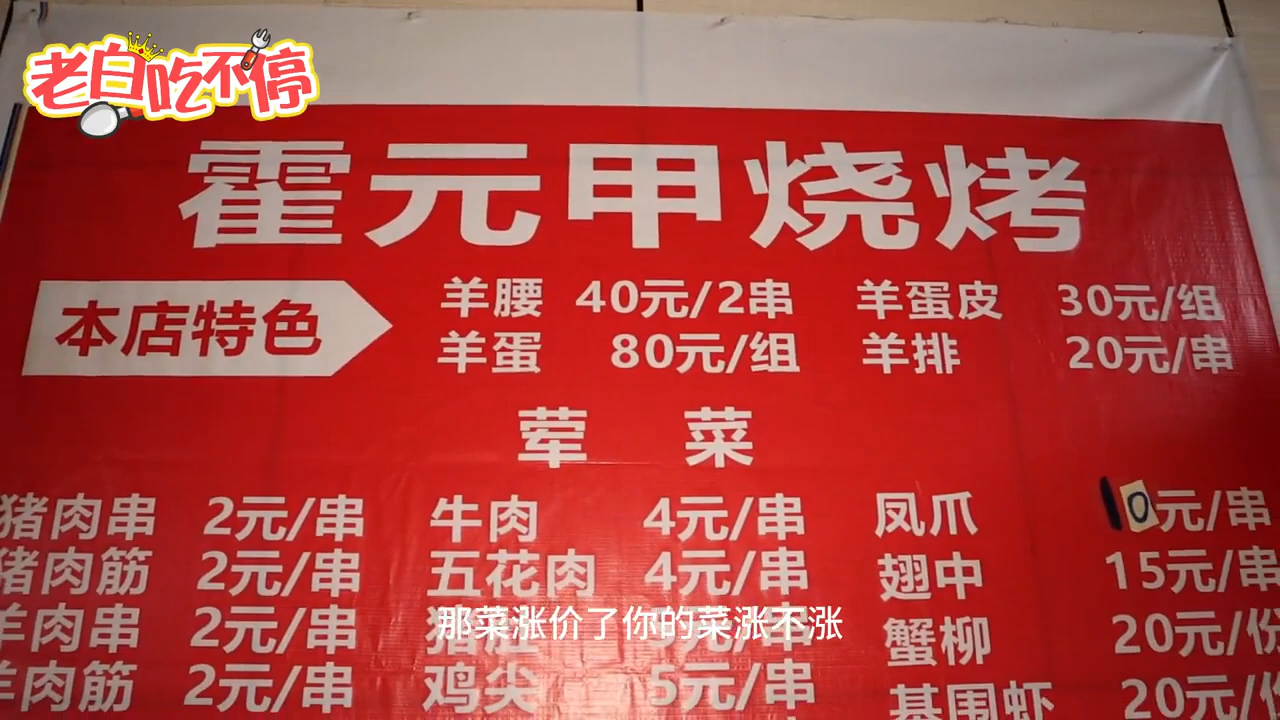 老白吃不停
霍元甲烧烤
本店特色
羊腰 40元/2串 羊蛋皮 30元/组
羊蛋 80元/组 羊排 20元/串
荤 菜
猪肉串 2元/串 牛肉 4元/串 凤爪 10元/串
猪肉筋 2元/串 五花肉 4元/串 翅中 15元/串
羊肉串 2元/串 元/串 蟹柳 20元/份
羊肉筋 2元/串 鸡尖 5元/串 基围虾 20元/份
那菜涨价了你的菜涨不涨